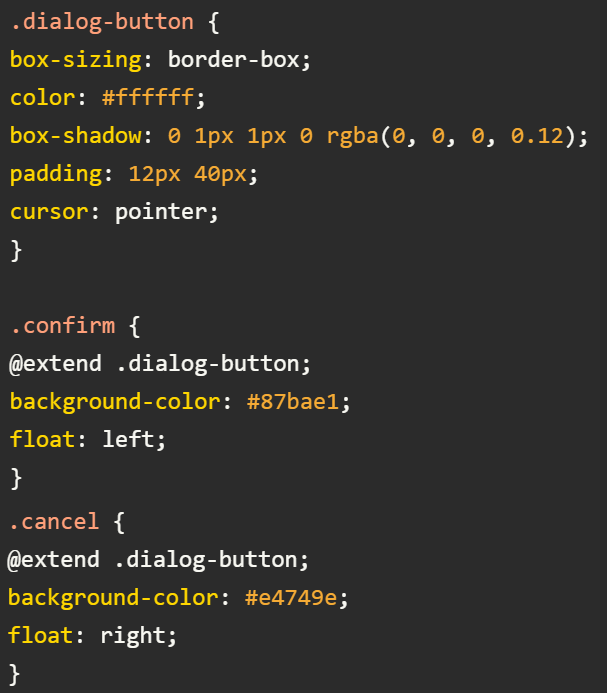 .dialog-button {
box-sizing: border-box;
color: #ffffff;
box-shadow: 0 1px 1px 0 rgba(0, 0, 0, 0.12);
padding: 12px 40px;
cursor: pointer;
}
.confirm {
@extend .dialog-button;
background-color: #87bae1;
float: left;
}
.cancel {
@extend .dialog-button;
background-color: #e4749e;
float: right;
}